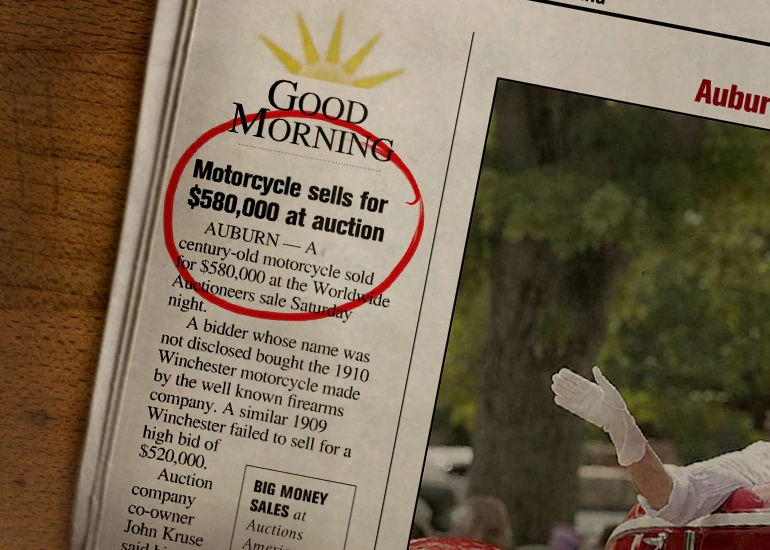 GOOD
MORNING
Motorcycle sells for
$580,000 at auction
AUBURN — A
century-old motorcycle sold
for $580,000 at the Worldwide
Auctioneers sale Saturday
night.
A bidder whose name was
not disclosed bought the 1910
Winchester motorcycle made
by the well known firearms
company. A similar 1909
Winchester failed to sell for a
high bid of
$520,000.
Auction
company
co-owner
John Kruse
said
BIG MONEY
SALES at
Auctions
Aubur